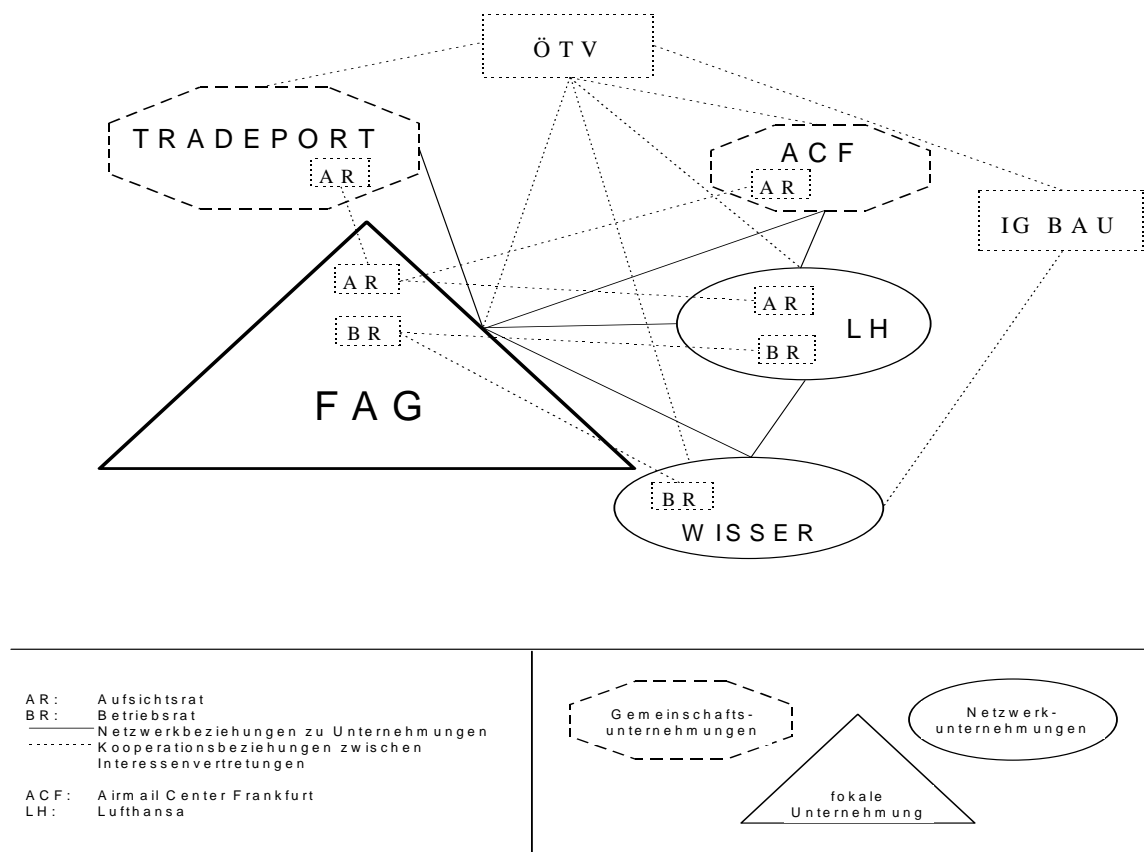 ÖTV
TRADEPORT
AR
ACF
AR
IG BAU
AR
BR
FAG
AR
BR
LH
BR
WISSER
AR: Aufsichtsrat
BR: Betriebsrat
Netzwerkbeziehungen zu Unternehmungen
Kooperationsbeziehungen zwischen
Interessenvertretungen
ACF: Airmail Center Frankfurt
LH: Lufthansa
Gemeinschafts-
unternehmungen
Netzwerk-
unternehmungen
fokale
Unternehmung